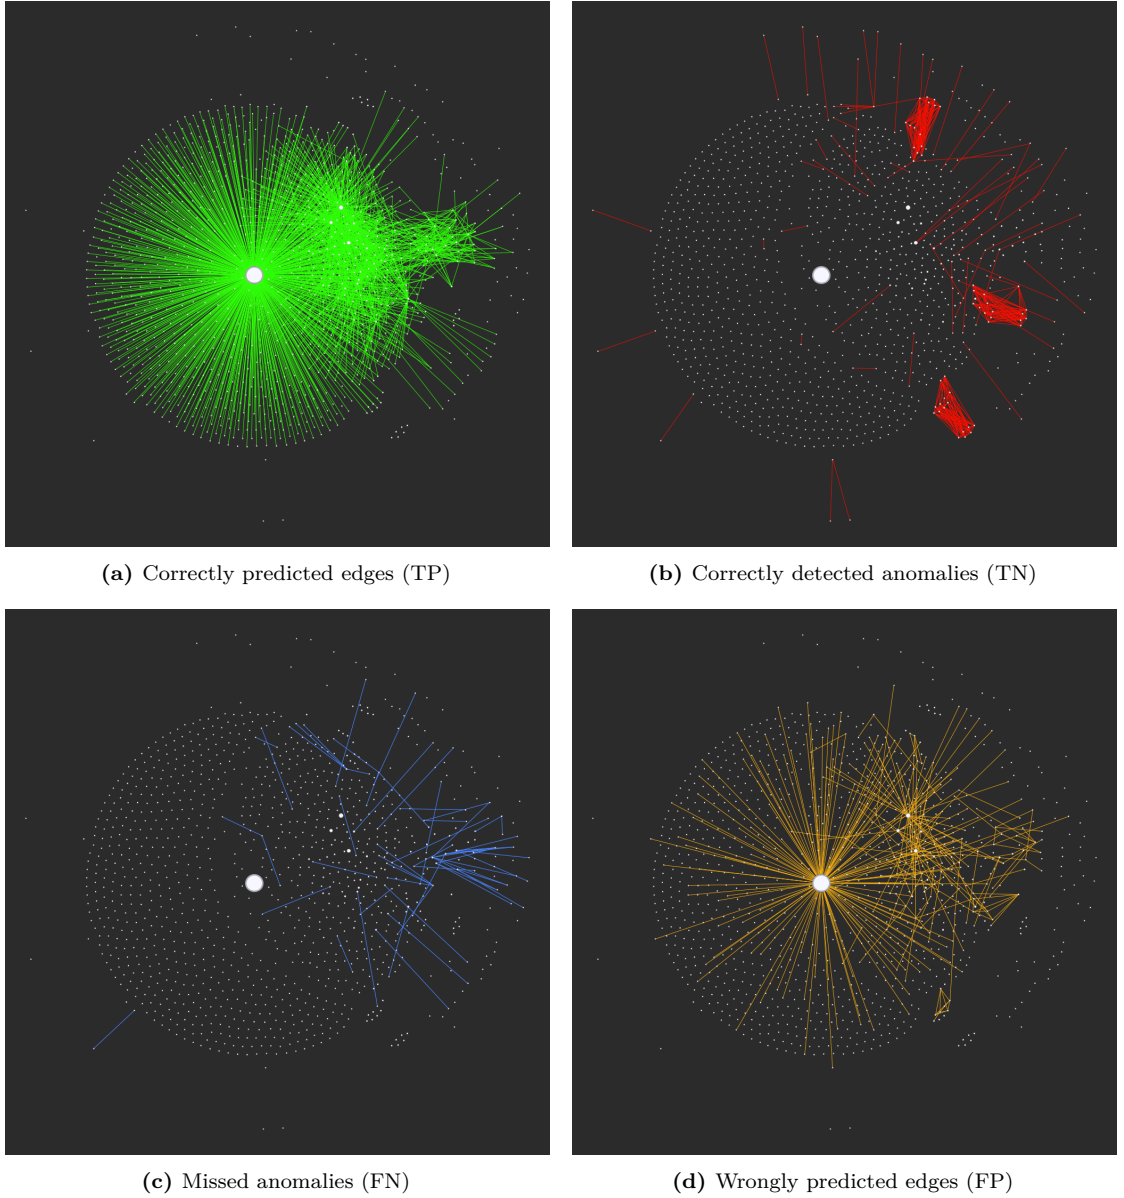 (a) Correctly predicted edges (TP)
(b) Correctly detected anomalies (TN)
(c) Missed anomalies (FN)
(d) Wrongly predicted edges (FP)